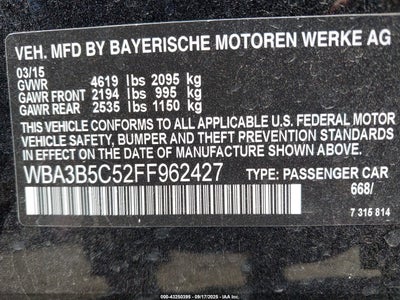 VEH. MFD BY BAYERISCHE MOTOREN WERKE AG
03/15
GVWR 4619 lbs 2095 kg
GAWR FRONT 2194 lbs 995 kg
GAWR REAR 2535 lbs 1150 kg
THIS VEHICLE CONFORMS TO ALL APPLICABLE U.S. FEDERAL MOTOR
VEHICLE SAFETY, BUMPER AND THEFT PREVENTION STANDARDS
IN EFFECT ON THE DATE OF MANUFACTURE SHOWN ABOVE.
WBA3B5C52FF962427 TYPE: PASSENGER CAR
668/
7 315 814
000-43250395 - 09/17/2025 - IAA Inc.